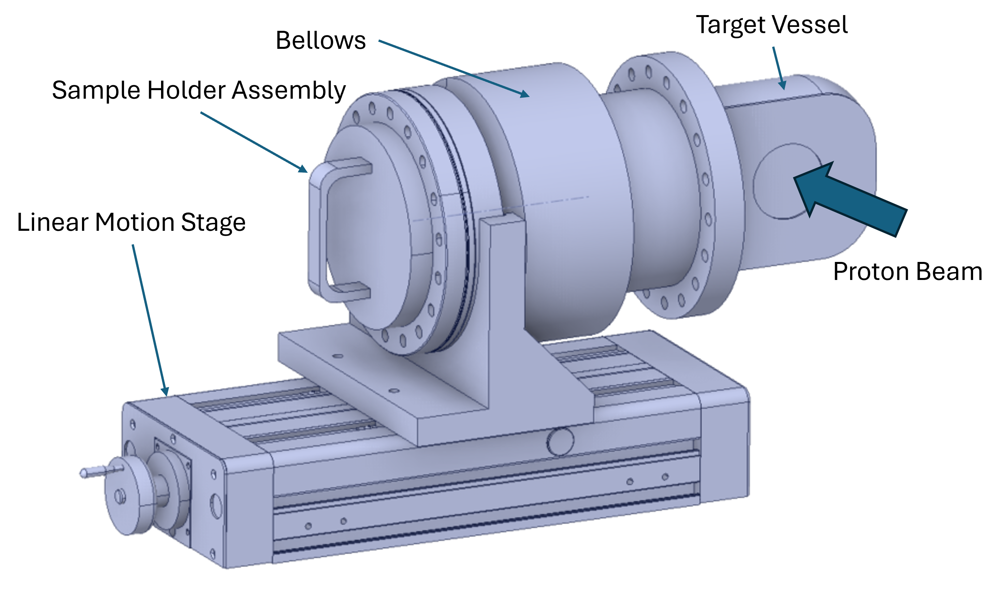 Target Vessel
Bellows
Sample Holder Assembly
Linear Motion Stage
Proton Beam